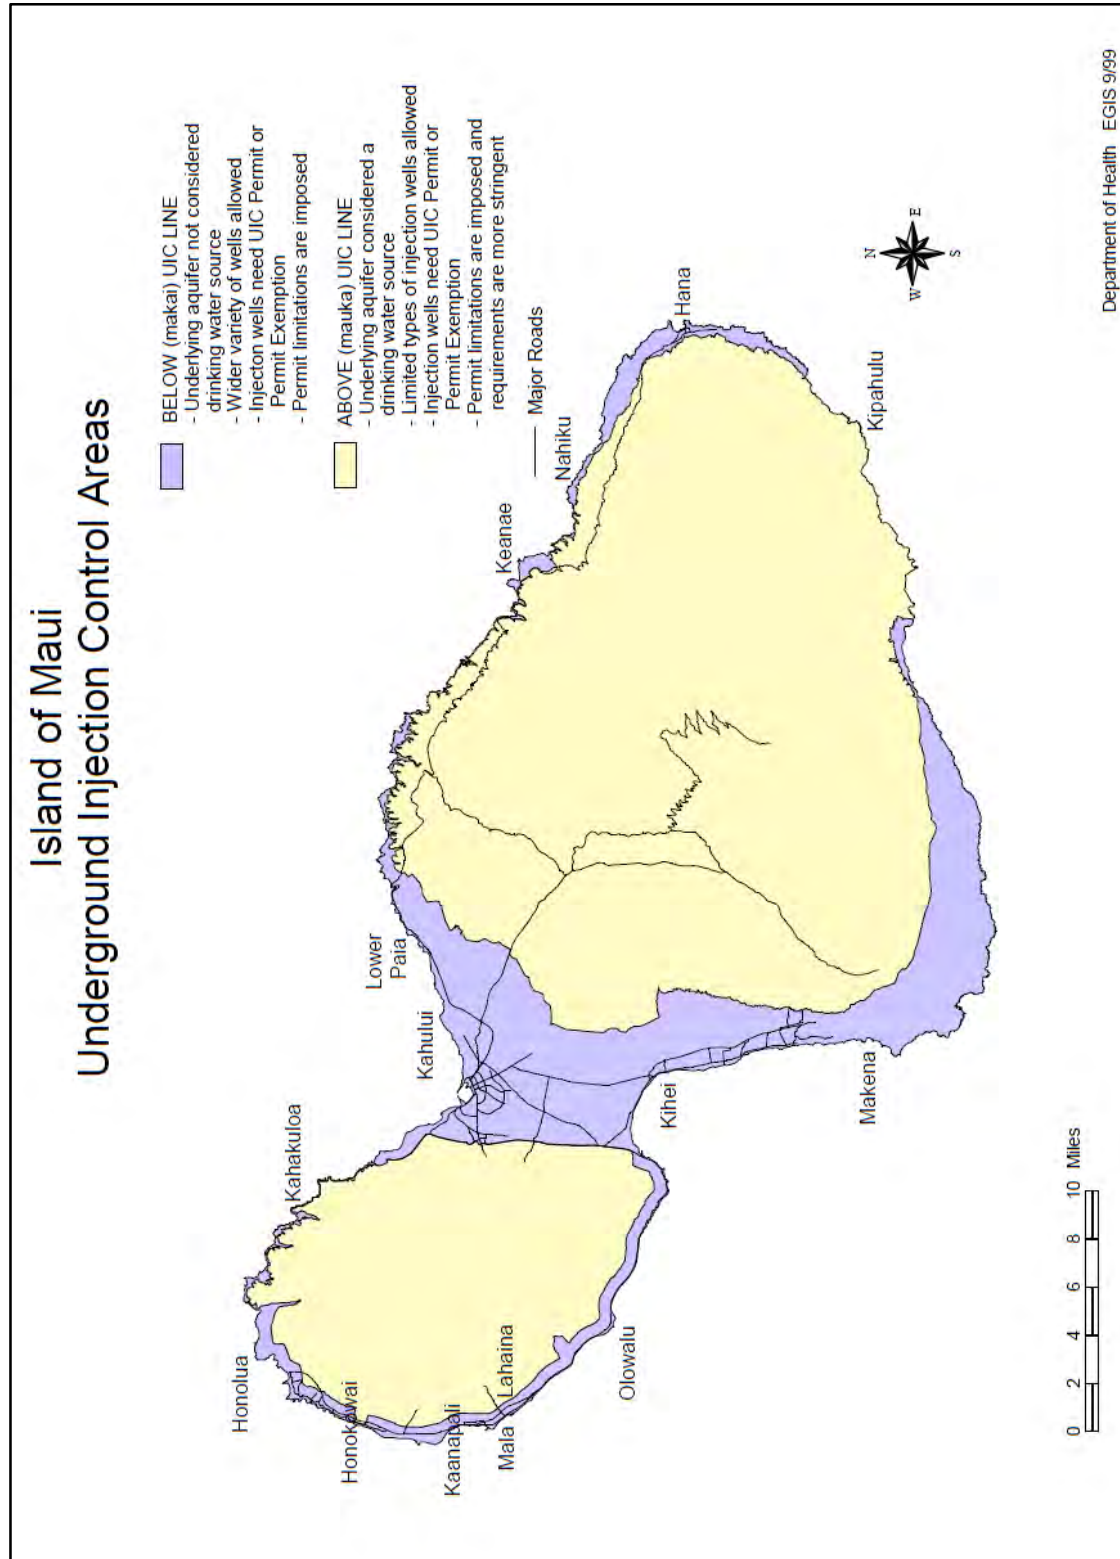 Island of Maui
Underground Injection Control Areas
BELOW (makai) UIC LINE
- Underlying aquifer not considered
drinking water source
- Wider variety of wells allowed
- Injecton wells need UIC Permit or
Permit Exemption
- Permit limitations are imposed
ABOVE (mauka) UIC LINE
- Underlying aquifer considered a
drinking water source
- Limited types of injection wells allowed
- Injection wells need UIC Permit or
Permit Exemption
- Permit limitations are imposed and
requirements are more stringent
Major Roads
Honolua
Kahakuloa
Honokowai
Kaanapali
Mala
Lahaina
Olowalu
Kahului
Lower
Paia
Kihei
Makena
Keanae
Nahiku
Hana
Kipahulu
N
W
E
S
0 2 4 6 8 10 Miles
Department of Health EGIS 9/99